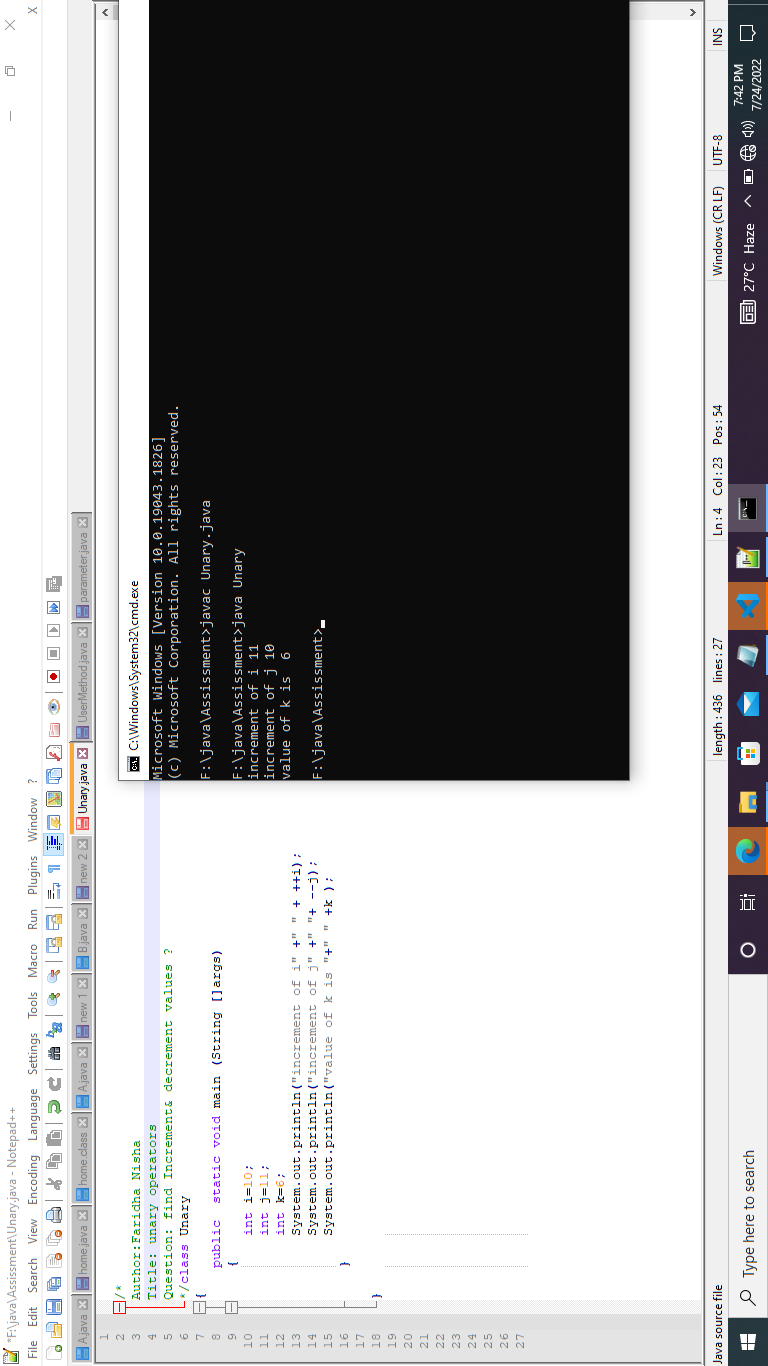 *F:\java\Assissment\Unary.java - Notepad++
File Edit Search View Encoding Language Settings Tools Macro Run Plugins Window ? X
A.java home.java home.class A.java new 1 B.java new 2 Unary.java UserMethod.java parameter.java
1
2 /*
3 Author:Faridha Nisha
4 Title: unary operators
5 Question: find Increment& decrement values ?
6 */class Unary
7 {
8 public static void main (String []args)
9 {
10 int i=10;
11 int j=11;
12 int k=6;
13 System.out.println("increment of i" +" " + ++i);
14 System.out.println("increment of j" +" "+ --j);
15 System.out.println("value of k is "+" " +k );
16
17 }
18 }
19
20
21
22
23
24
25
26
27
C:\Windows\System32\cmd.exe
Microsoft Windows [Version 10.0.19043.1826]
(c) Microsoft Corporation. All rights reserved.
F:\java\Assissment>javac Unary.java
F:\java\Assissment>java Unary
increment of i 11
increment of j 10
value of k is  6
F:\java\Assissment>
Java source file length : 436 lines : 27 Ln : 4 Col : 23 Pos : 54 Windows (CR LF) UTF-8 INS
Type here to search 27°C Haze 7:42 PM
7/24/2022